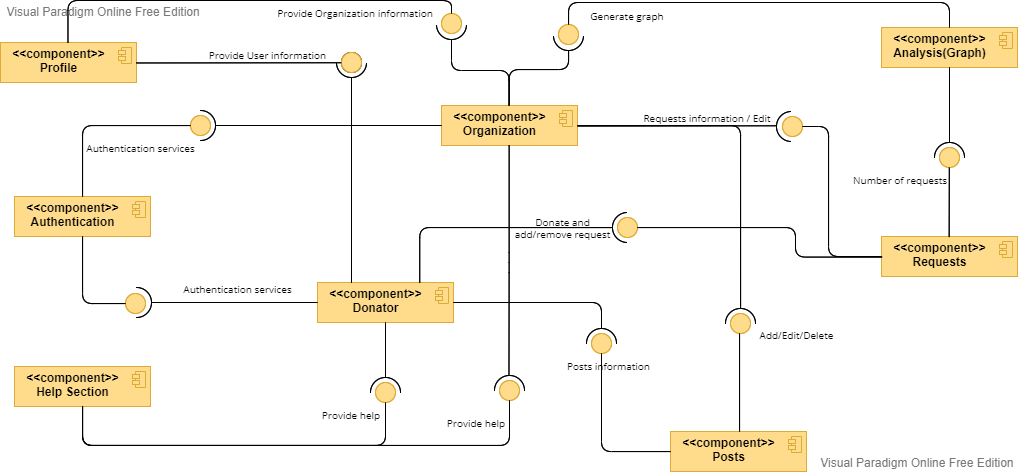 Visual Paradigm Online Free Edition
Provide Organization information
Generate graph
<<component>>
Profile
Provide User information
<<component>>
Analysis(Graph)
<<component>>
Organization
Requests information / Edit
Authentication services
Number of requests
<<component>>
Authentication
Donate and
add/remove request
<<component>>
Requests
Authentication services
<<component>>
Donator
Add/Edit/Delete
Posts information
<<component>>
Help Section
Provide help
Provide help
<<component>>
Posts
Visual Paradigm Online Free Edition